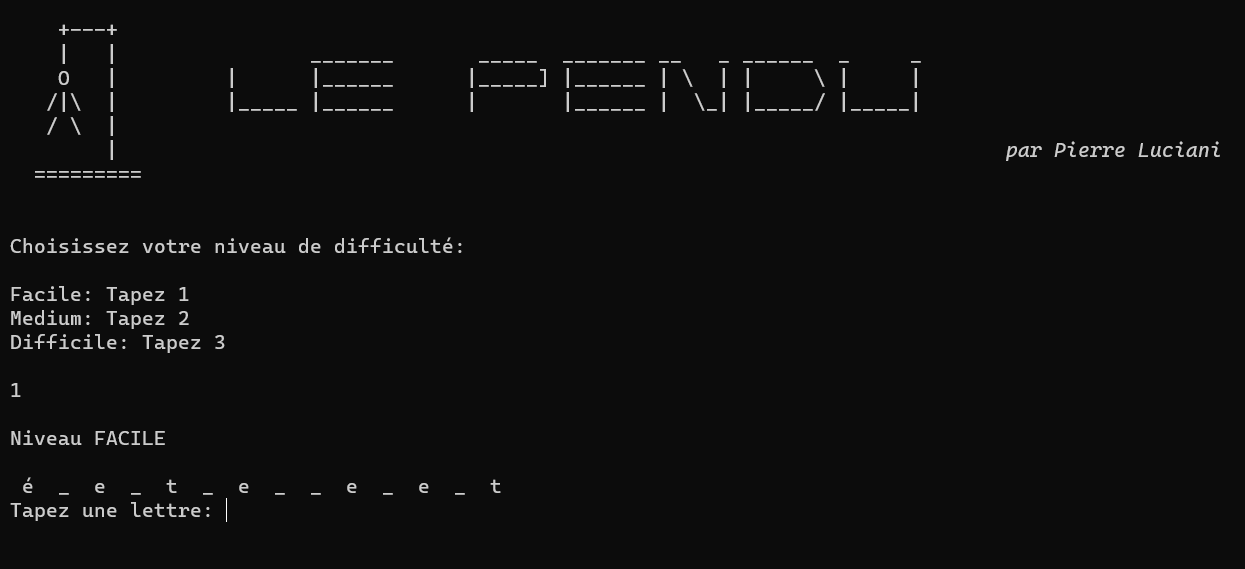 LE PENDU
par Pierre Luciani
Choisissez votre niveau de difficulté:
Facile: Tapez 1
Medium: Tapez 2
Difficile: Tapez 3
1
Niveau FACILE
é _ e _ t _ e _ _ e _ e _ t
Tapez une lettre: